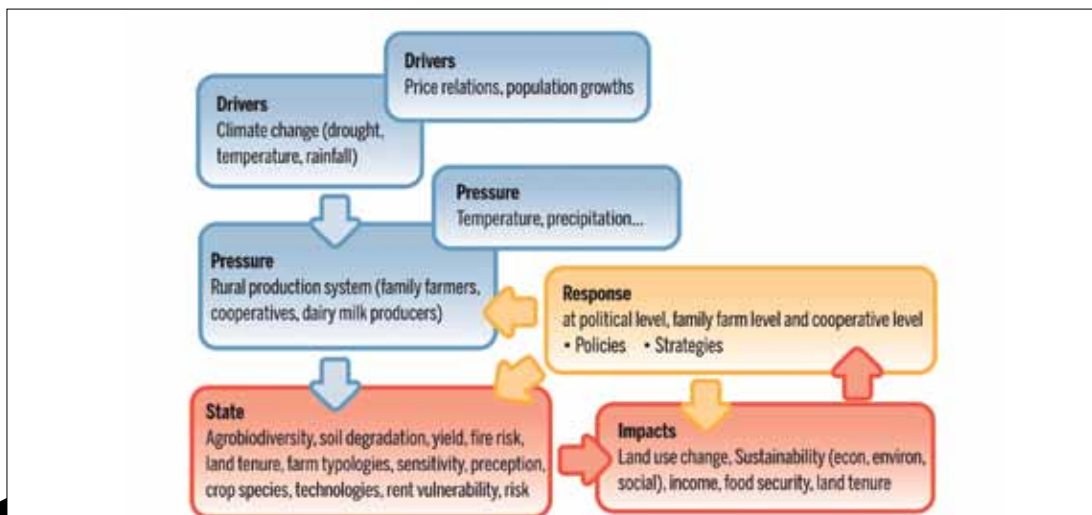 Drivers
Price relations, population growths
Drivers
Climate change (drought,
temperature, rainfall)
Pressure
Temperature, precipitation...
Pressure
Rural production system (family farmers,
cooperatives, dairy milk producers)
Response
at political level, family farm level and cooperative level
• Policies • Strategies
State
Agrobiodiversity, soil degradation, yield, fire risk,
land tenure, farm typologies, sensitivity, preception,
crop species, technologies, rent vulnerability, risk
Impacts
Land use change, Sustainability (econ, environ,
social), income, food security, land tenure